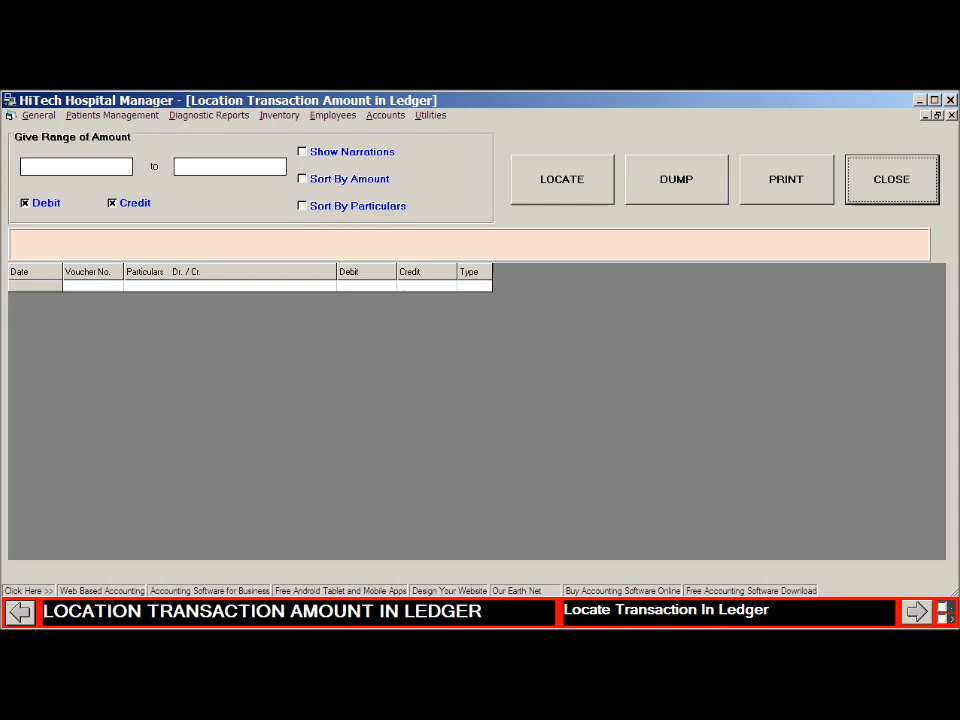 HiTech Hospital Manager - [Location Transaction Amount in Ledger]
General Patients Management Diagnostic Reports Inventory Employees Accounts Utilities
Give Range of Amount
to
Debit Credit
Show Narrations
Sort By Amount
Sort By Particulars
LOCATE DUMP PRINT CLOSE
Date Voucher No. Particulars Dr. / Cr. Debit Credit Type
Click Here >> Web Based Accounting Accounting Software for Business Free Android Tablet and Mobile Apps Design Your Website Our Earth Net Buy Accounting Software Online Free Accounting Software Download
LOCATION TRANSACTION AMOUNT IN LEDGER Locate Transaction In Ledger